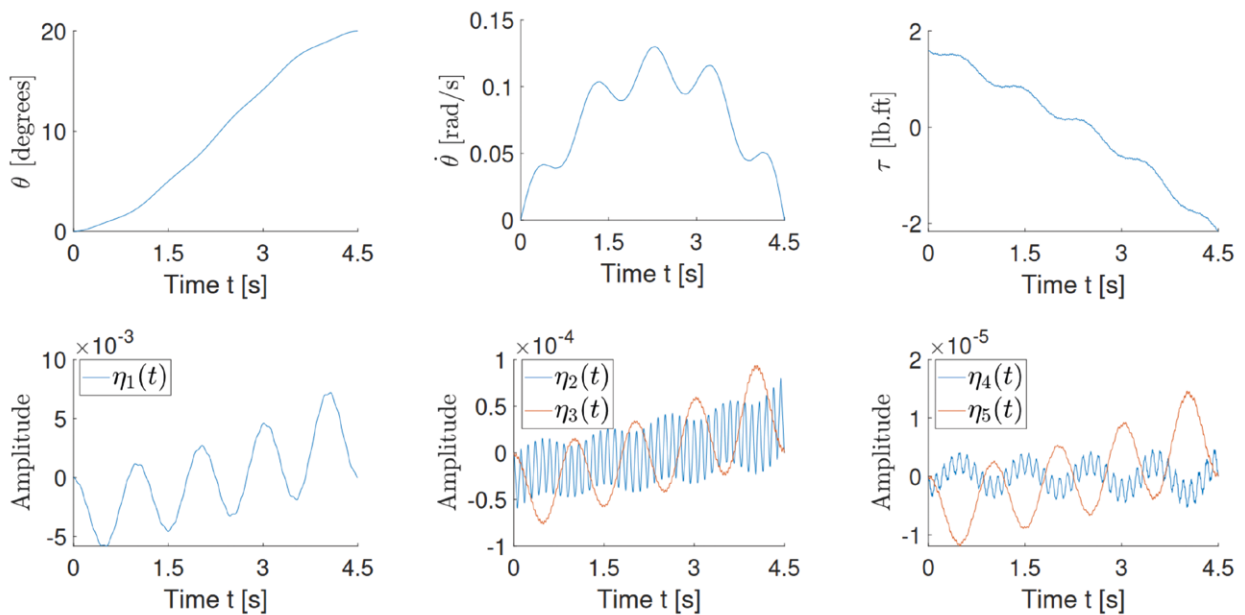 θ [degrees]
20
10
0
0 1.5 3 4.5
Time t [s]
θ̇ [rad/s]
0.15
0.1
0.05
0
0 1.5 3 4.5
Time t [s]
τ [lb.ft]
2
0
-2
0 1.5 3 4.5
Time t [s]
×10⁻³
10
5
0
-5
Amplitude
η₁(t)
0 1.5 3 4.5
Time t [s]
×10⁻⁴
1
0.5
0
-0.5
-1
Amplitude
η₂(t)
η₃(t)
0 1.5 3 4.5
Time t [s]
×10⁻⁵
2
1
0
-1
Amplitude
η₄(t)
η₅(t)
0 1.5 3 4.5
Time t [s]